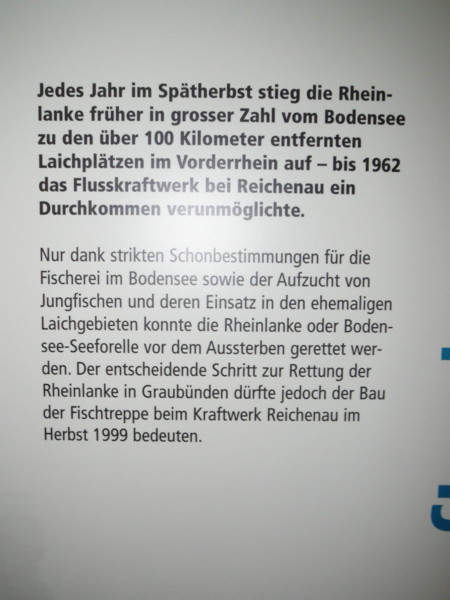 Jedes Jahr im Spätherbst stieg die Rhein-
lanke früher in grosser Zahl vom Bodensee
zu den über 100 Kilometer entfernten
Laichplätzen im Vorderrhein auf – bis 1962
das Flusskraftwerk bei Reichenau ein
Durchkommen verunmöglichte.
Nur dank strikten Schonbestimmungen für die
Fischerei im Bodensee sowie der Aufzucht von
Jungfischen und deren Einsatz in den ehemaligen
Laichgebieten konnte die Rheinlanke oder Boden-
see-Seeforelle vor dem Aussterben gerettet wer-
den. Der entscheidende Schritt zur Rettung der
Rheinlanke in Graubünden dürfte jedoch der Bau
der Fischtreppe beim Kraftwerk Reichenau im
Herbst 1999 bedeuten.